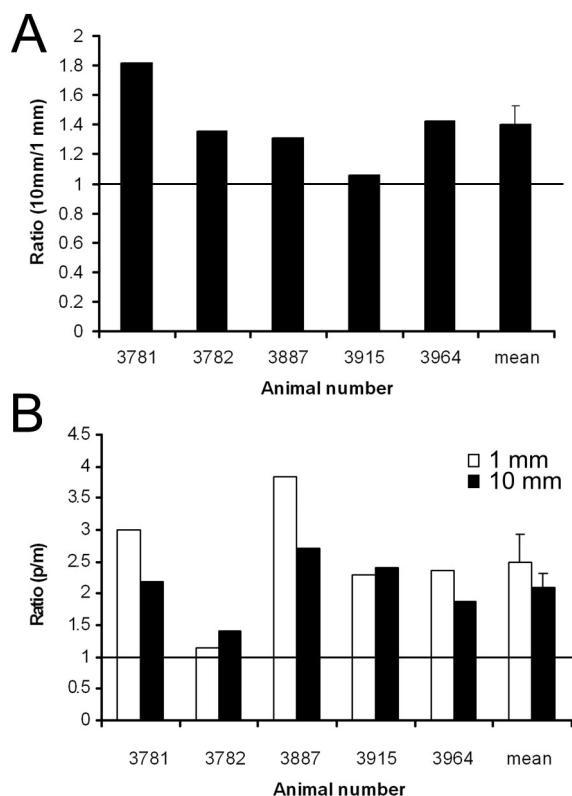 A
Ratio (10mm/1 mm)
2
1.8
1.6
1.4
1.2
1
0.8
0.6
0.4
0.2
0
3781 3782 3887 3915 3964 mean
Animal number
B
Ratio (p/m)
4.5
4
3.5
3
2.5
2
1.5
1
0.5
0
1 mm
10 mm
3781 3782 3887 3915 3964 mean
Animal number